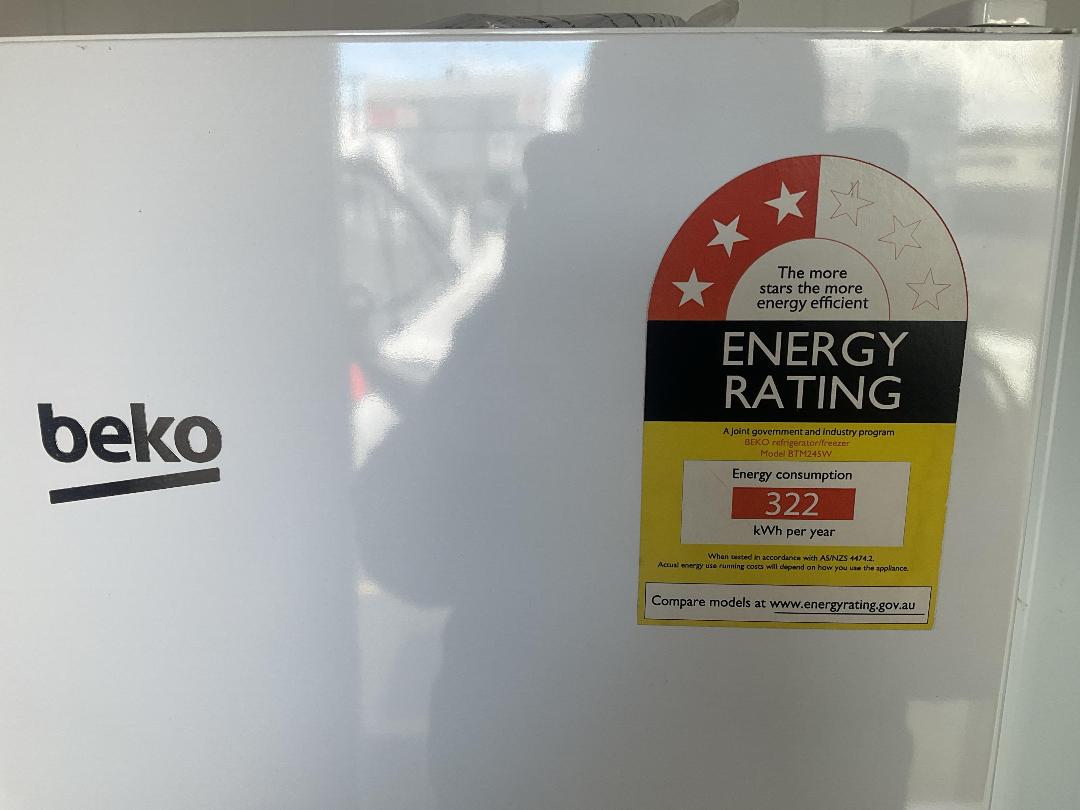 beko
The more
stars the more
energy efficient
ENERGY
RATING
A joint government and industry program
BEKO refrigerator/freezer
Model BTM245W
Energy consumption
322
kWh per year
When tested in accordance with AS/NZS 4474.2.
Actual energy use running costs will depend on how you use the appliance.
Compare models at www.energyrating.gov.au